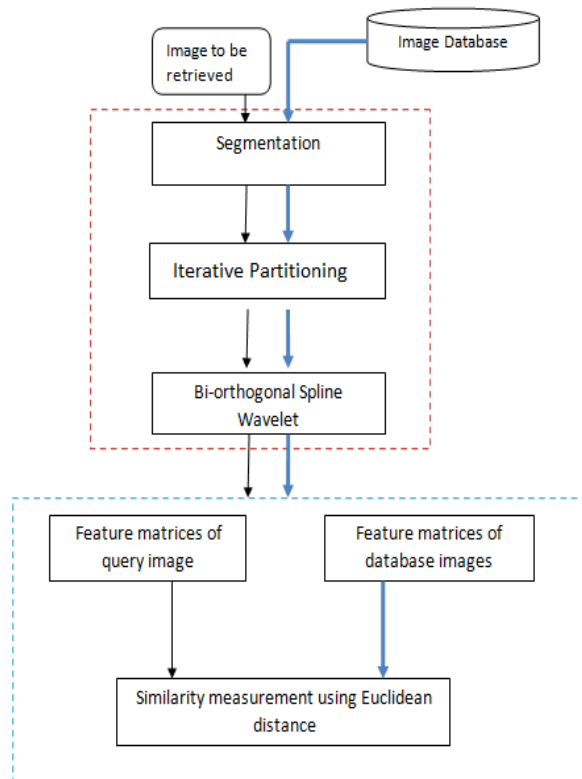 Image to be
retrieved
Image Database
Segmentation
Iterative Partitioning
Bi-orthogonal Spline
Wavelet
Feature matrices of
query image
Feature matrices of
database images
Similarity measurement using Euclidean
distance